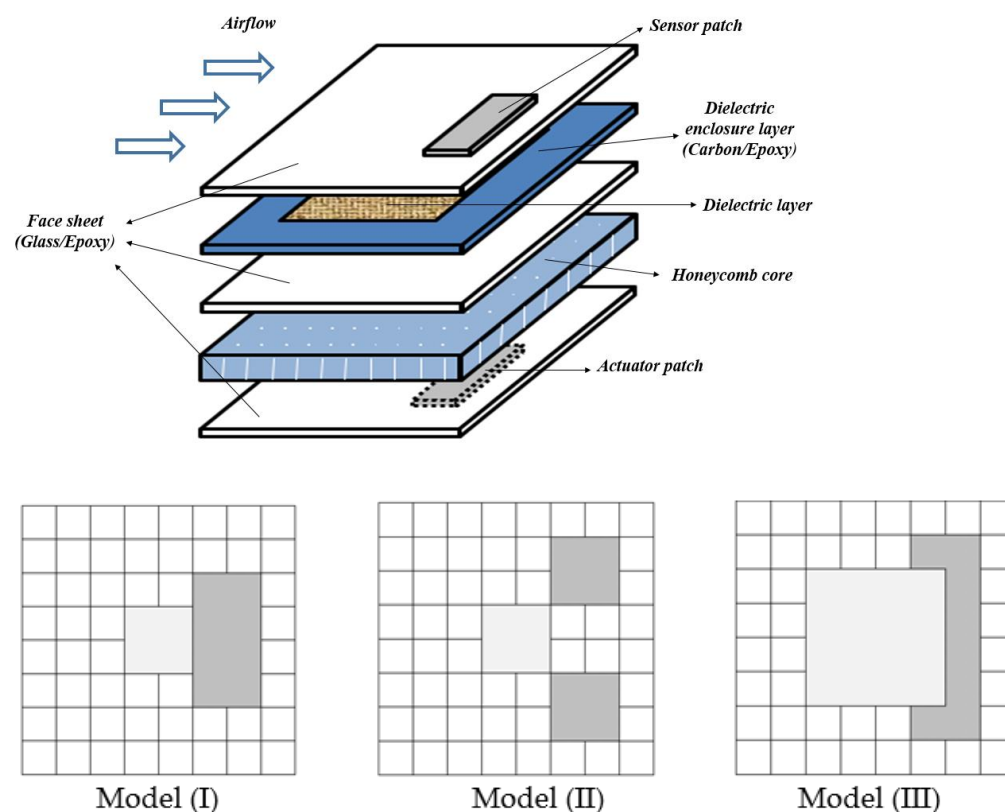 Airflow
Sensor patch
Dielectric
enclosure layer
(Carbon/Epoxy)
Face sheet
(Glass/Epoxy)
Dielectric layer
Honeycomb core
Actuator patch
Model (I)
Model (II)
Model (III)